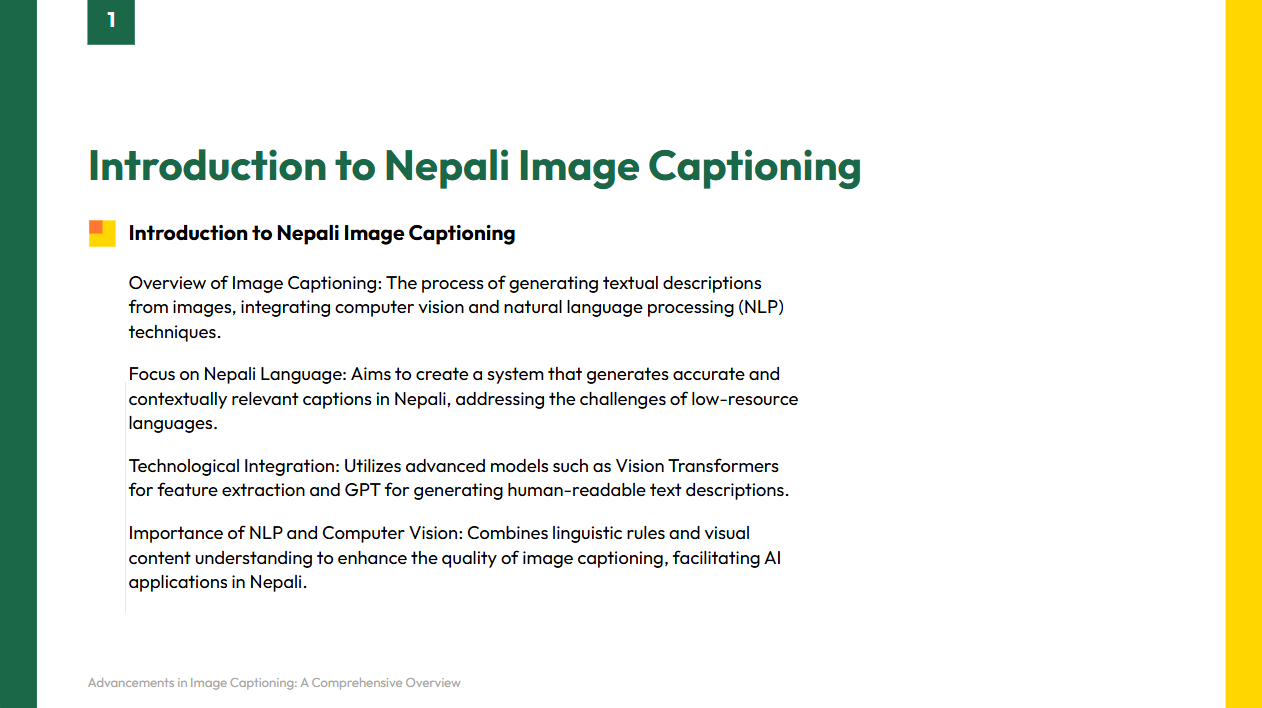 1
Introduction to Nepali Image Captioning
Introduction to Nepali Image Captioning
Overview of Image Captioning: The process of generating textual descriptions
from images, integrating computer vision and natural language processing (NLP)
techniques.
Focus on Nepali Language: Aims to create a system that generates accurate and
contextually relevant captions in Nepali, addressing the challenges of low-resource
languages.
Technological Integration: Utilizes advanced models such as Vision Transformers
for feature extraction and GPT for generating human-readable text descriptions.
Importance of NLP and Computer Vision: Combines linguistic rules and visual
content understanding to enhance the quality of image captioning, facilitating AI
applications in Nepali.
Advancements in Image Captioning: A Comprehensive Overview